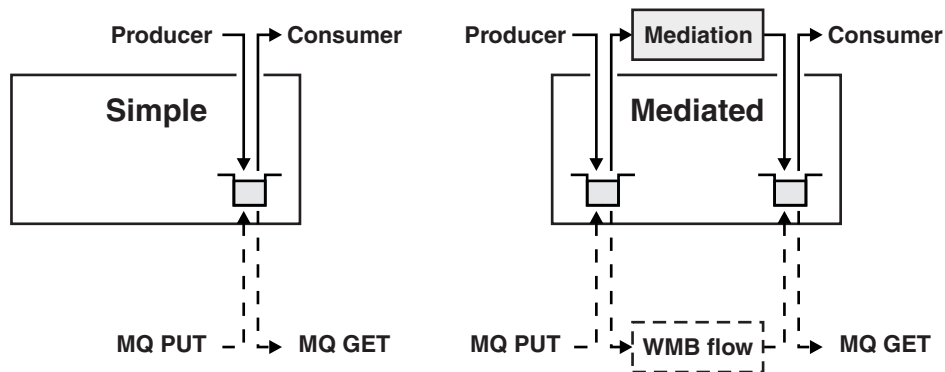 Producer
Consumer
Simple
MQ PUT
MQ GET
Producer
Mediation
Consumer
Mediated
MQ PUT
WMB flow
MQ GET